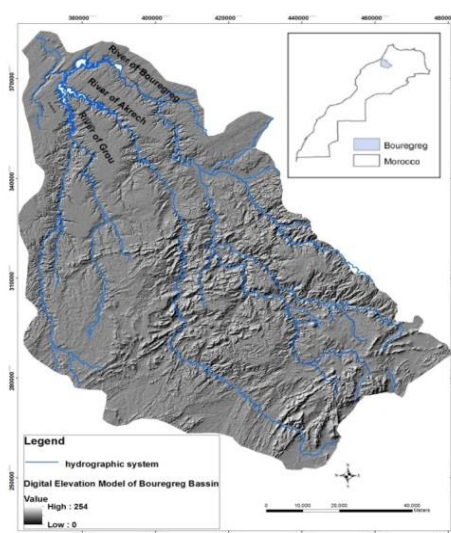 380000 400000 420000 440000 460000 480000
370000
340000
310000
280000
250000
River of Bouregreg
River of Akrech
River of Grou
Bouregreg
Morocco
Legend
hydrographic system
Digital Elevation Model of Bouregreg Bassin
Value
High : 254
Low : 0
0 10,000 20,000 40,000